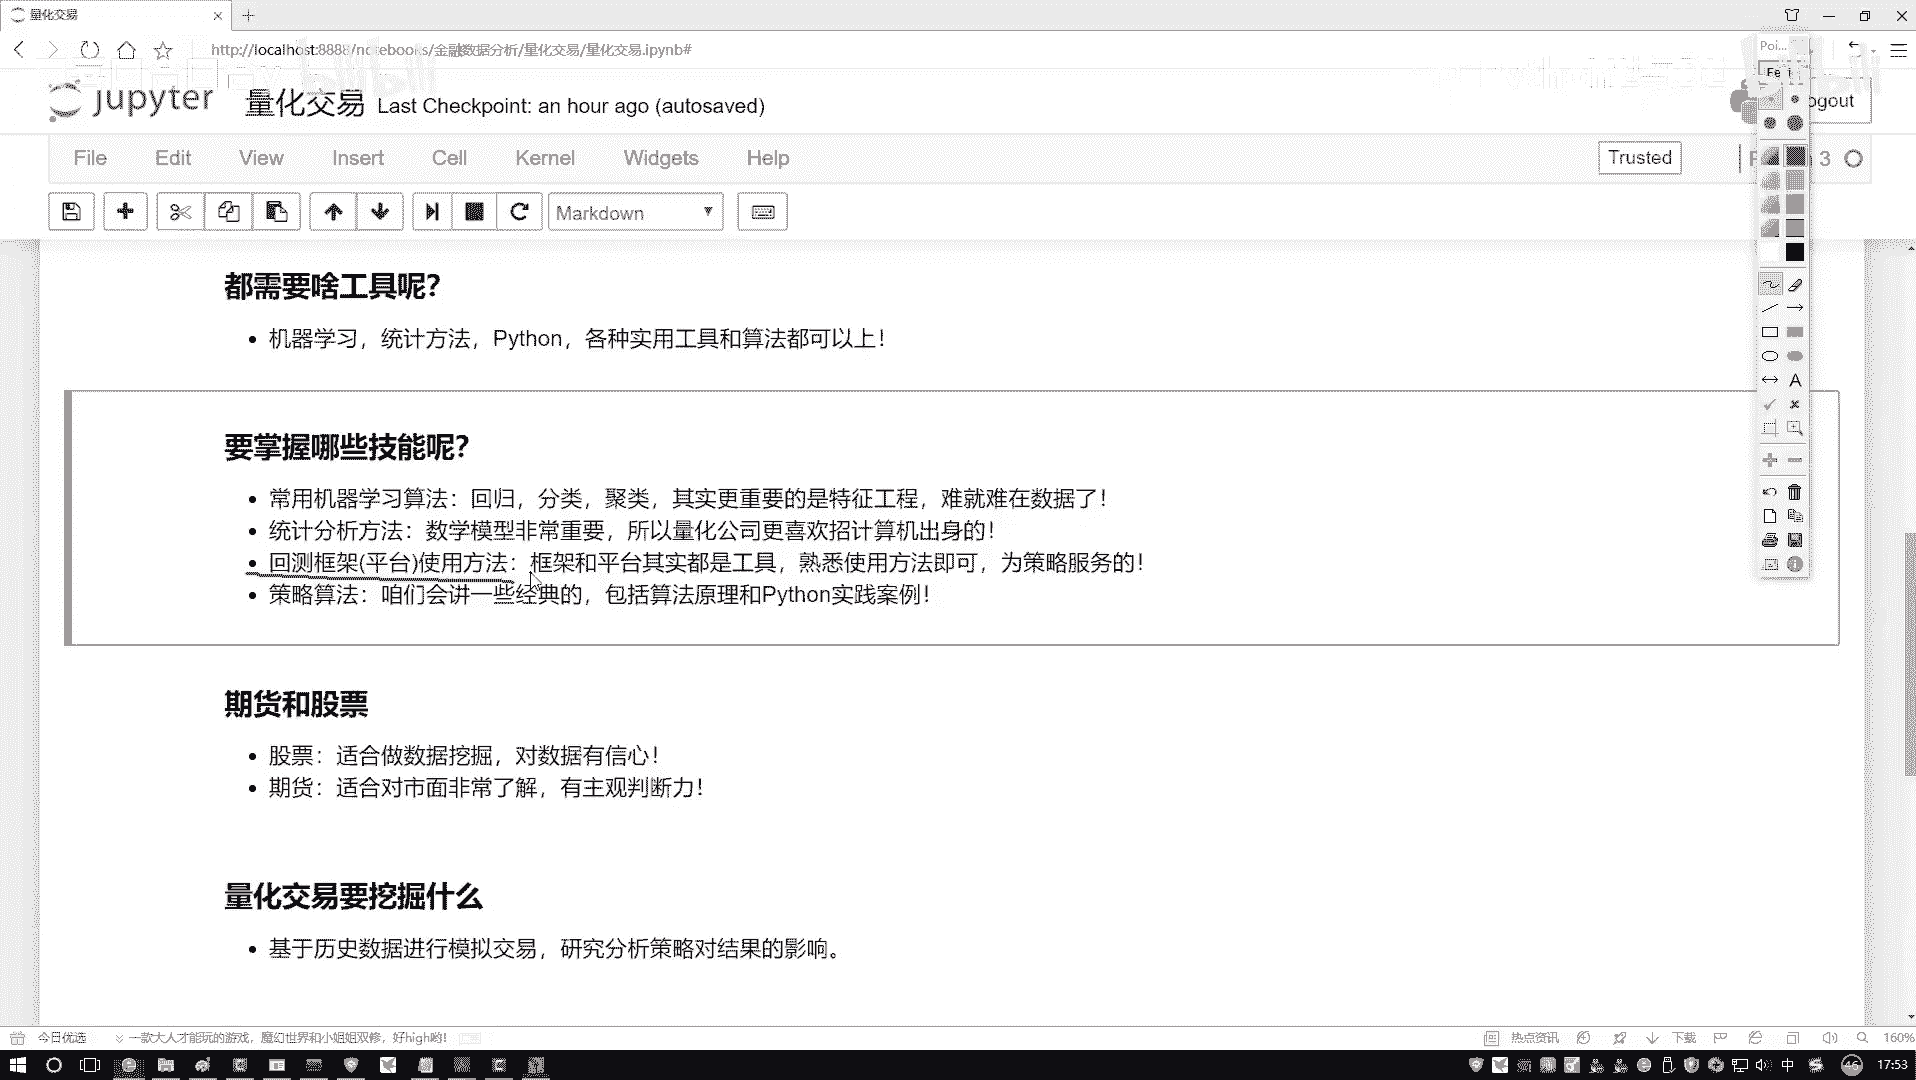 量化交易
http://localhost:8888/notebooks/金融数据分析/量化交易/量化交易.ipynb#
jupyter 量化交易 Last Checkpoint: an hour ago (autosaved)
File Edit View Insert Cell Kernel Widgets Help
Trusted
3
Markdown
都需要啥工具呢？
机器学习，统计方法，Python，各种实用工具和算法都可以上！
要掌握哪些技能呢？
常用机器学习算法：回归，分类，聚类，其实更重要的是特征工程，难就难在数据了！
统计分析方法：数学模型非常重要，所以量化公司更喜欢招计算机出身的！
回测框架(平台)使用方法：框架和平台其实都是工具，熟悉使用方法即可，为策略服务的！
策略算法：咱们会讲一些经典的，包括算法原理和Python实践案例！
期货和股票
股票：适合做数据挖掘，对数据有信心！
期货：适合对市面非常了解，有主观判断力！
量化交易要挖掘什么
基于历史数据进行模拟交易，研究分析策略对结果的影响。
今日优选 一款大人才能玩的游戏，魔幻世界和小姐姐双修，好high哟！ 热点资讯 下载 160%
中 46 17:53